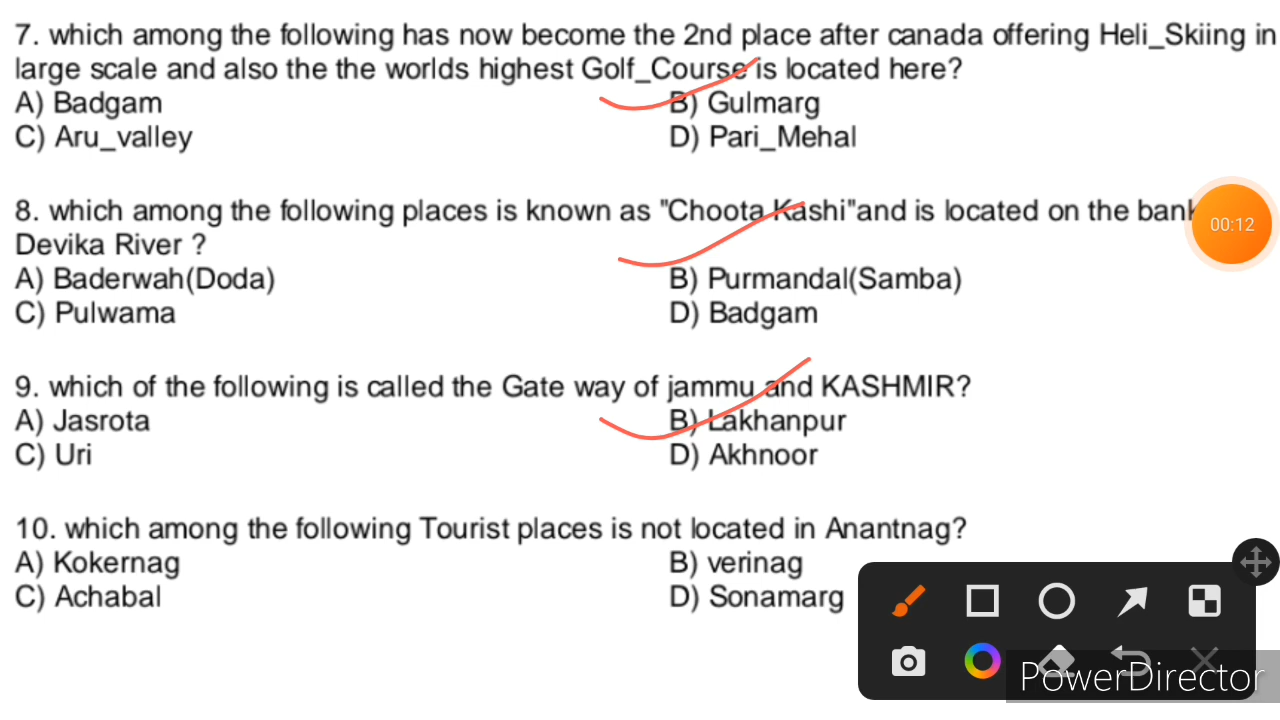 7. which among the following has now become the 2nd place after canada offering Heli_Skiing in
large scale and also the the worlds highest Golf_Course is located here?
A) Badgam B) Gulmarg
C) Aru_valley D) Pari_Mehal
8. which among the following places is known as "Choota Kashi"and is located on the bank
Devika River ?
A) Baderwah(Doda) B) Purmandal(Samba)
C) Pulwama D) Badgam
9. which of the following is called the Gate way of jammu and KASHMIR?
A) Jasrota B) Lakhanpur
C) Uri D) Akhnoor
10. which among the following Tourist places is not located in Anantnag?
A) Kokernag B) verinag
C) Achabal D) Sonamarg
00:12
PowerDirector